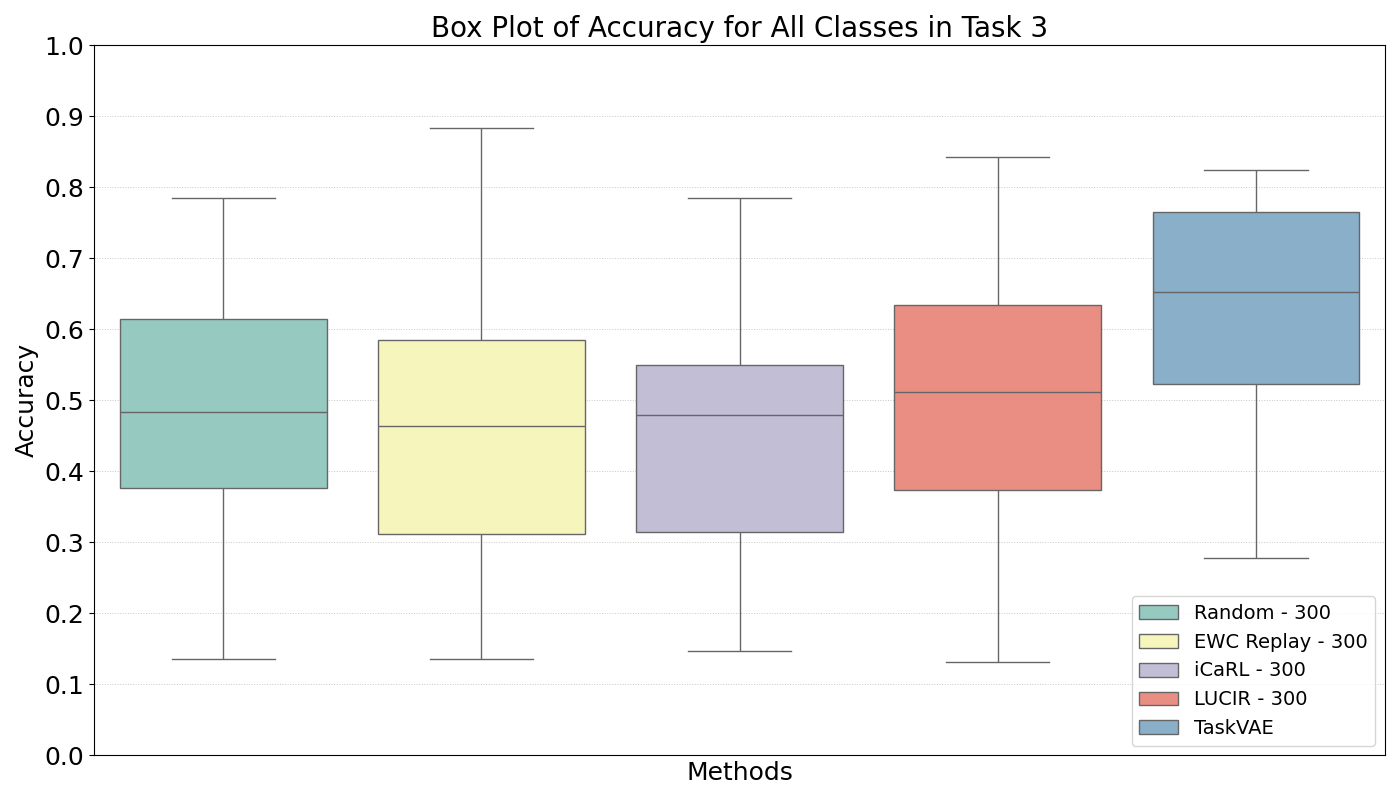 Box Plot of Accuracy for All Classes in Task 3
1.0
0.9
0.8
0.7
0.6
0.5
0.4
0.3
0.2
0.1
0.0
Accuracy
Methods
Random - 300
EWC Replay - 300
iCaRL - 300
LUCIR - 300
TaskVAE